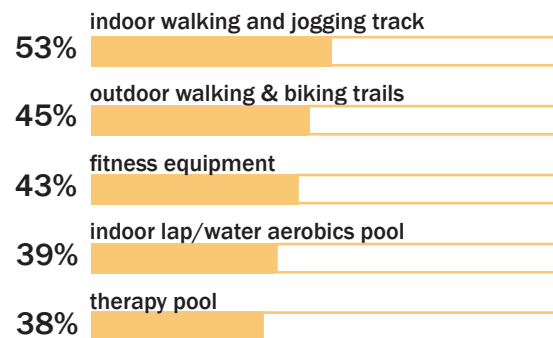 indoor walking and jogging track
53%
outdoor walking & biking trails
45%
fitness equipment
43%
indoor lap/water aerobics pool
39%
therapy pool
38%